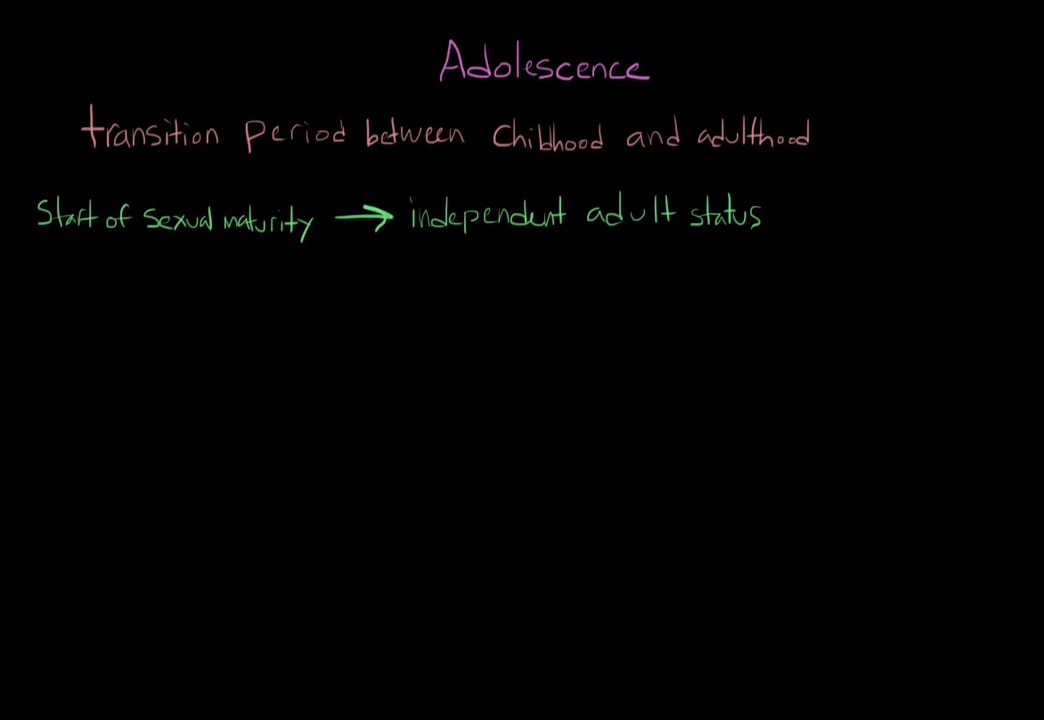 Adolescence
transition period between childhood and adulthood
Start of sexual maturity → independent adult status